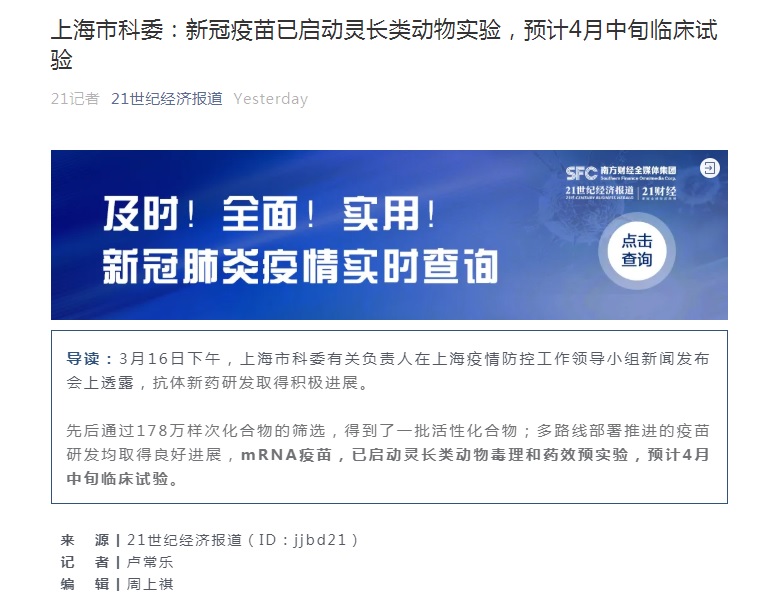 上海市科委：新冠疫苗已启动灵长类动物实验，预计4月中旬临床试
验
21记者 21世纪经济报道 Yesterday
SFC 南方财经全媒体集团
Southern Finance Omnimedia Corp.
21世纪经济报道 | 21财经
及时！全面！实用！
新冠肺炎疫情实时查询
点击
查询
导读：3月16日下午，上海市科委有关负责人在上海疫情防控工作领导小组新闻发布
会上透露，抗体新药研发取得积极进展。
先后通过178万样次化合物的筛选，得到了一批活性化合物；多路线部署推进的疫苗
研发均取得良好进展，mRNA疫苗，已启动灵长类动物毒理和药效预实验，预计4月
中旬临床试验。
来 源丨21世纪经济报道（ID：jjbd21）
记 者丨卢常乐
编 辑丨周上祺